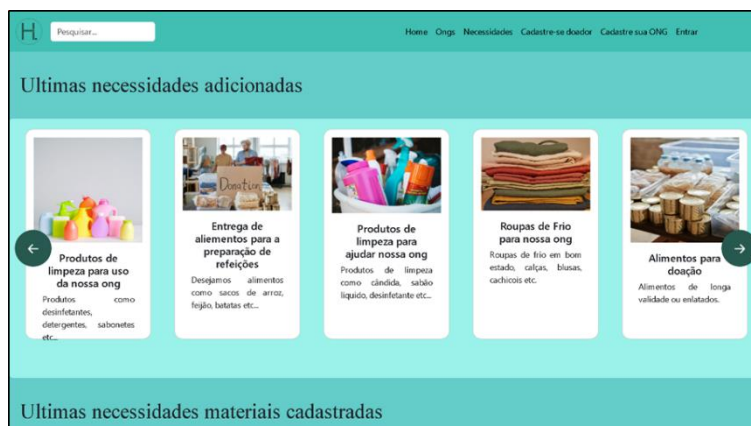 HL
Pesquisar...
Home Ongs Necessidades Cadastre-se doador Cadastre sua ONG Entrar
Ultimas necessidades adicionadas
Produtos de
limpeza para uso
da nossa ong
Produtos como
desinfetantes,
detergentes, sabonetes
etc...
Donation
Entrega de
aliementos para a
preparação de
refeições
Desejamos alimentos
como sacos de arroz,
feijão, batatas etc...
Produtos de
limpeza para
ajudar nossa ong
Produtos de limpeza
como cândida, sabão
liquido, desinfetante etc...
Roupas de Frio
para nossa ong
Roupas de frio em bom
estado, calças, blusas,
cachicois etc.
Alimentos para
doação
Alimentos de longa
validade ou enlatados.
Ultimas necessidades materiais cadastradas